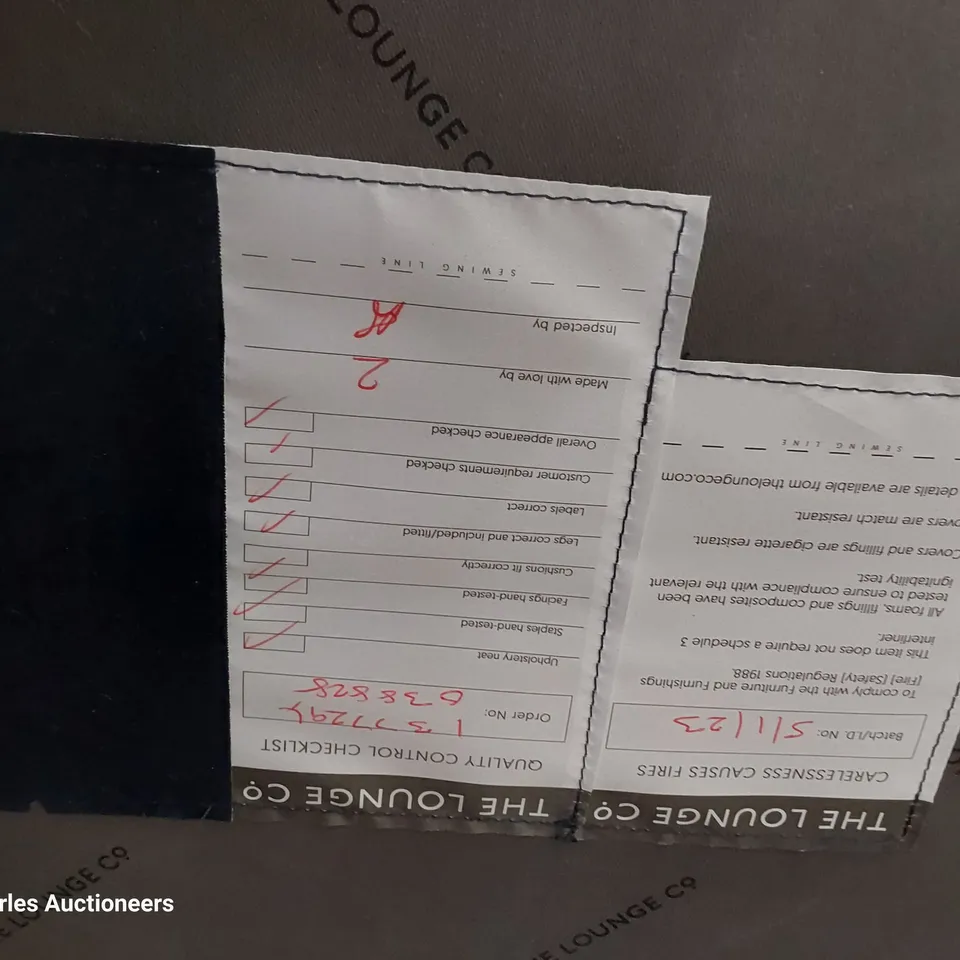 LOUNGE CO
THE LOUNGE CO
QUALITY CONTROL CHECKLIST
Order No:
638828
Upholstery neat
Staples hand-tested
Facings hand-tested
Cushions fit correctly
Legs correct and included/fitted
Labels correct
Customer requirements checked
Overall appearance checked
Made with love by 2
Inspected by
SEWING LINE
THE LOUNGE CO
CARELESSNESS CAUSES FIRES
Batch/I.D. No: 5/1/23
To comply with the Furniture and Furnishings
[Fire] [Safety] Regulations 1988.
This item does not require a schedule 3
interliner.
All foams, fillings and composites have been
tested to ensure compliance with the relevant
ignitability test.
Covers and fillings are cigarette resistant.
overs are match resistant.
details are available from theloungeco.com
SEWING LINE
LOUNGE CO
THE LOUNGE CO
rles Auctioneers